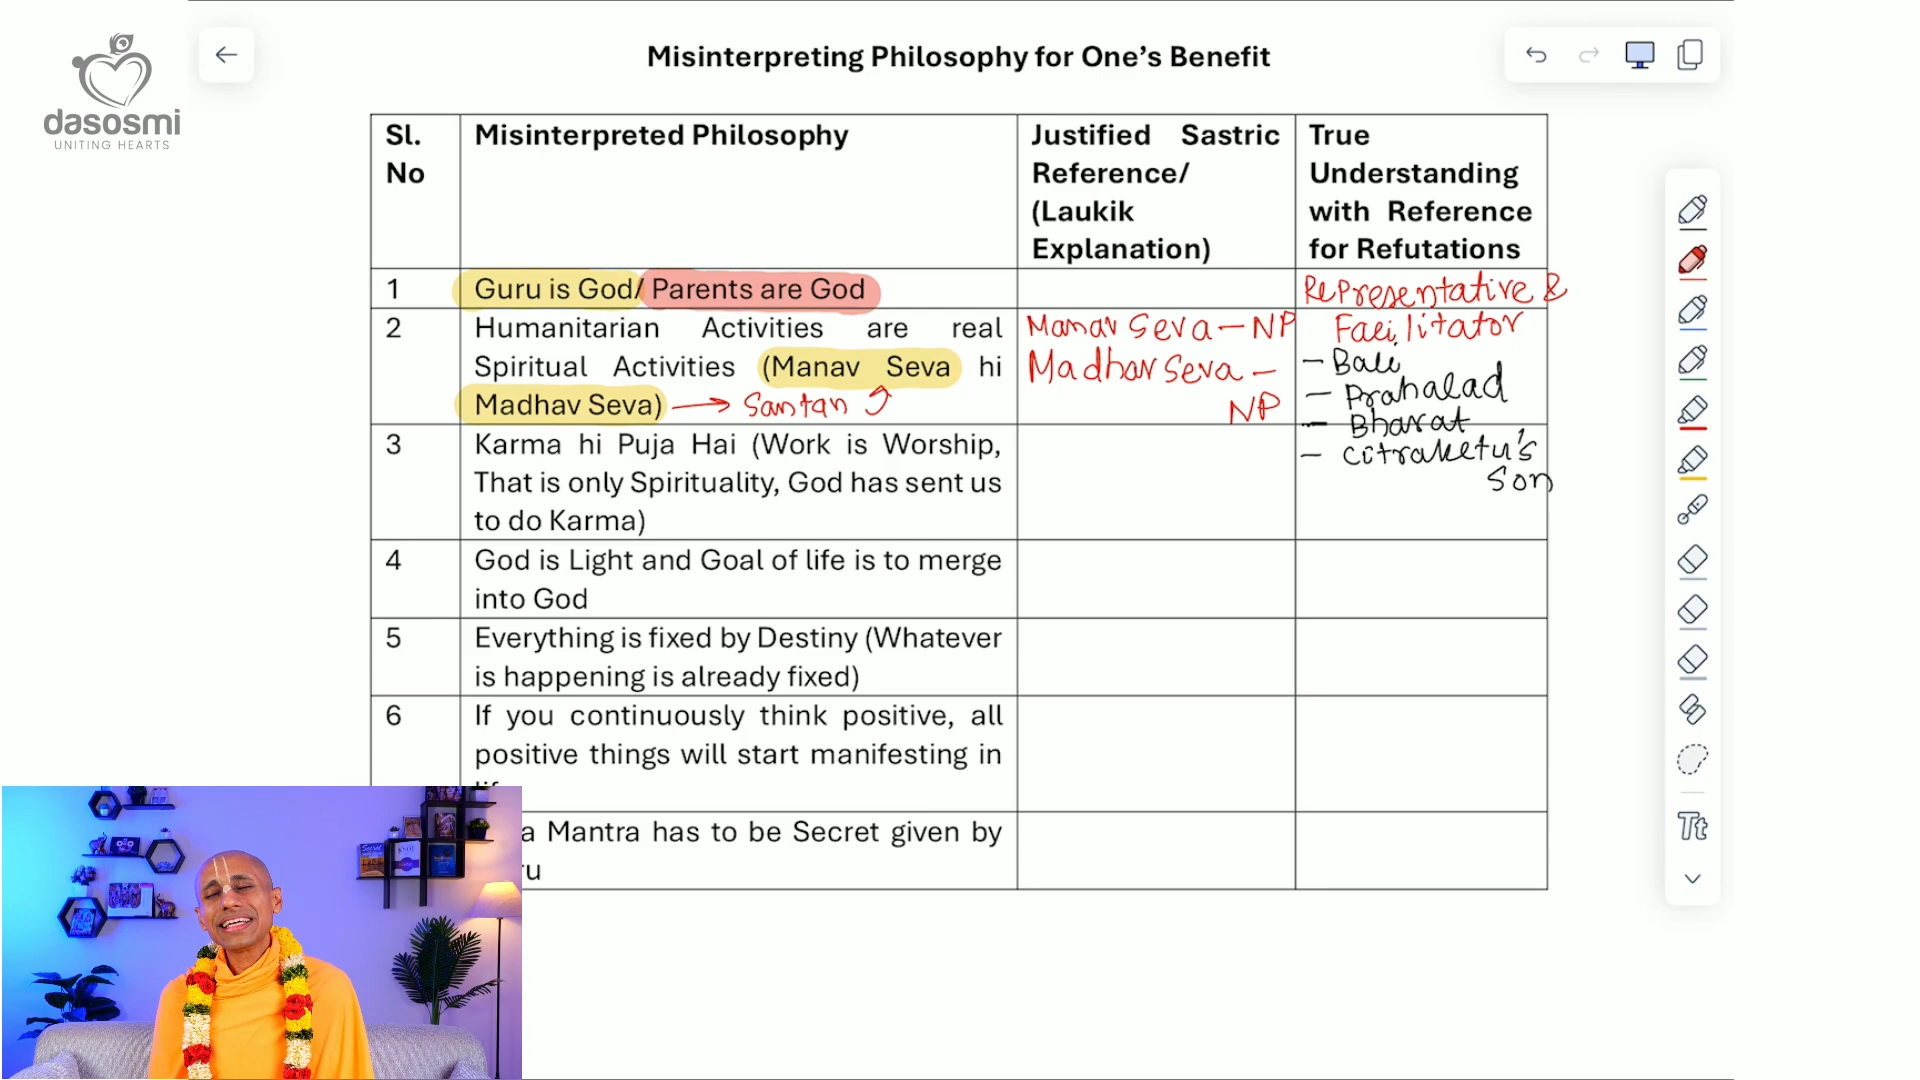 dasosmi
UNITING HEARTS
Misinterpreting Philosophy for One’s Benefit
Sl. No
Misinterpreted Philosophy
Justified Sastric Reference/ (Laukik Explanation)
True Understanding with Reference for Refutations
1
Guru is God/ Parents are God
Representative &
Facilitator
- Bali
- Prahalad
- Bharat
- Citraketu's
Son
2
Humanitarian Activities are real
Spiritual Activities (Manav Seva hi
Madhav Seva) → Santan
Manav Seva - NP
Madhav Seva -
NP
3
Karma hi Puja Hai (Work is Worship,
That is only Spirituality, God has sent us
to do Karma)
4
God is Light and Goal of life is to merge
into God
5
Everything is fixed by Destiny (Whatever
is happening is already fixed)
6
If you continuously think positive, all
positive things will start manifesting in
a Mantra has to be Secret given by
ru
Tt